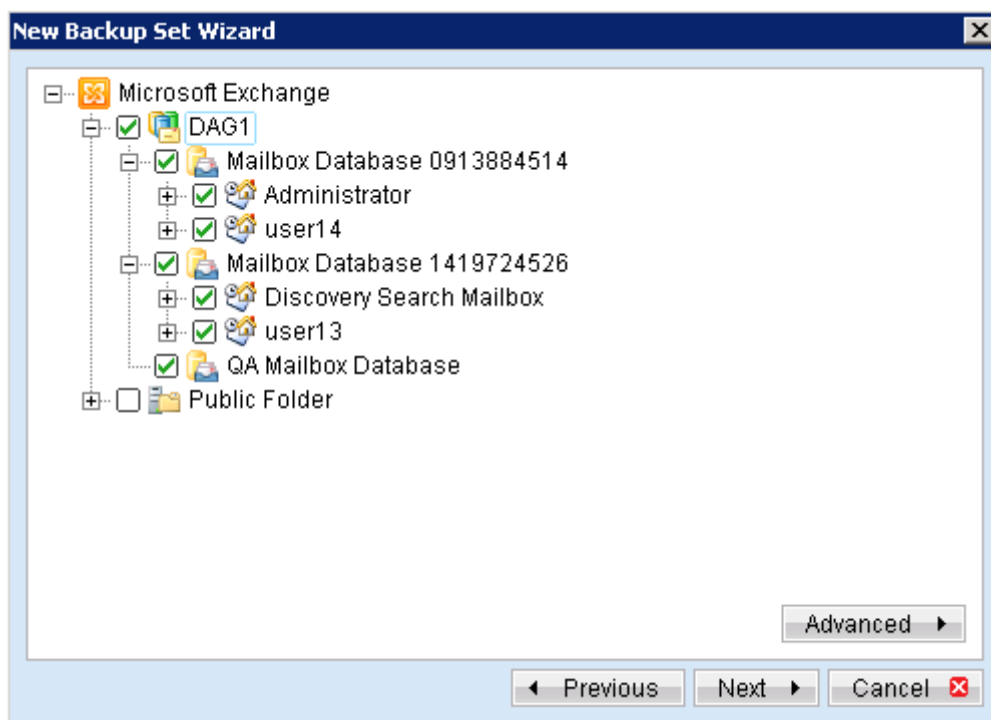 New Backup Set Wizard
Microsoft Exchange
DAG1
Mailbox Database 0913884514
Administrator
user14
Mailbox Database 1419724526
Discovery Search Mailbox
user13
QA Mailbox Database
Public Folder
Advanced
Previous Next Cancel